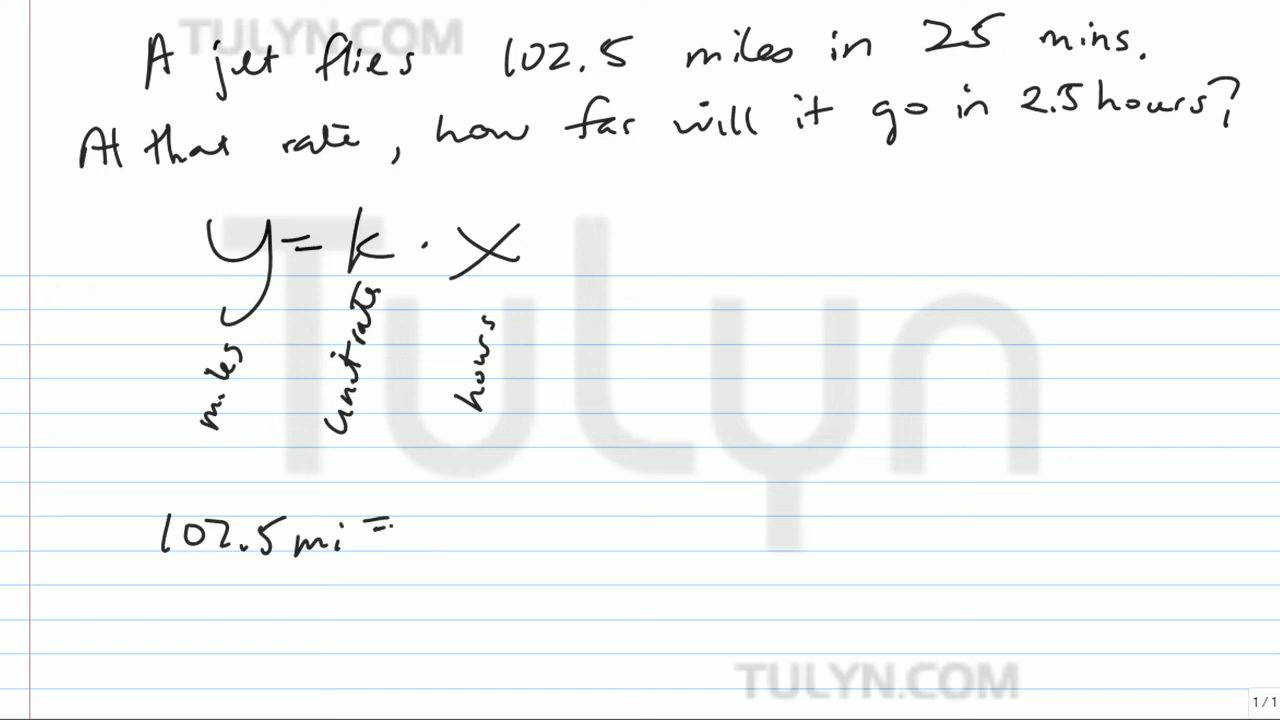 TULYN.COM
A jet flies 102.5 miles in 25 mins.
At that rate, how far will it go in 2.5 hours?
y = k · x
miles
unit rate
hours
Tulyn
102.5 mi =
TULYN.COM
1/1